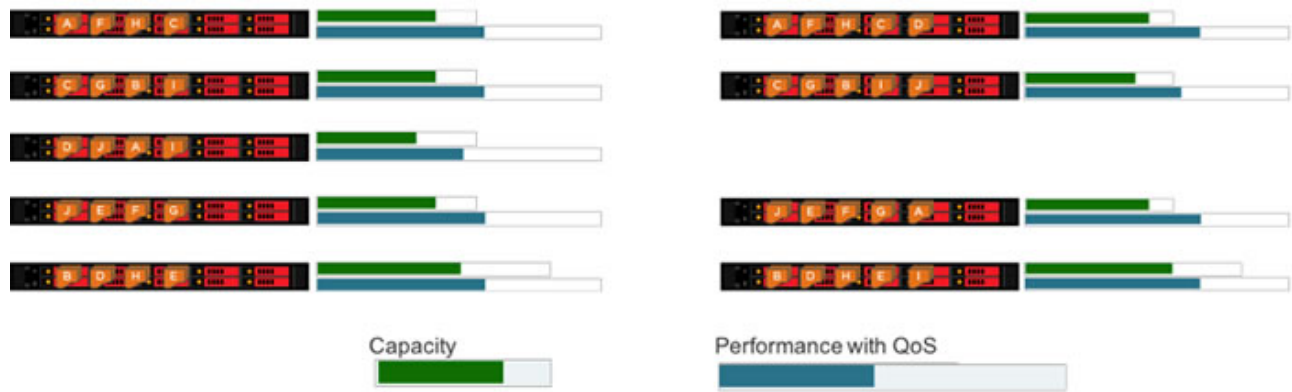 A F H C
A F H C D
C G B I
C G B I J
D J A I
J E F G
J E F G A
B D H E
B D H E I
Capacity
Performance with QoS